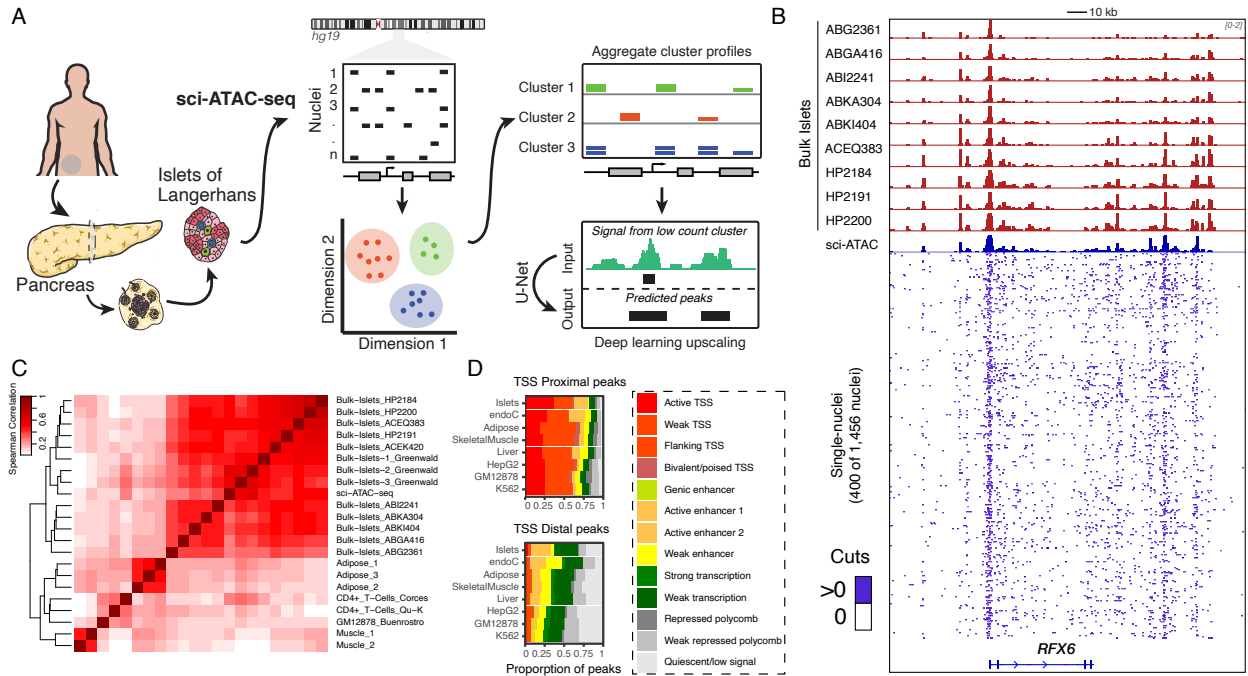 A
hg19
sci-ATAC-seq
Nuclei
1
2
3
.
.
n
Islets of
Langerhans
Pancreas
Dimension 2
Dimension 1
Aggregate cluster profiles
Cluster 1
Cluster 2
Cluster 3
Signal from low count cluster
Input
U-Net
Output
Predicted peaks
Deep learning upscaling
B
10 kb
[0-2]
Bulk Islets
ABG2361
ABGA416
ABI2241
ABKA304
ABKI404
ACEQ383
HP2184
HP2191
HP2200
sci-ATAC
Single-nuclei
(400 of 1,456 nuclei)
Cuts
>0
0
RFX6
C
Spearman Correlation
0.2
0.6
1
Bulk-Islets_HP2184
Bulk-Islets_HP2200
Bulk-Islets_ACEQ383
Bulk-Islets_HP2191
Bulk-Islets_ACEK420
Bulk-Islets-1_Greenwald
Bulk-Islets-2_Greenwald
Bulk-Islets-3_Greenwald
sci-ATAC-seq
Bulk-Islets_ABI2241
Bulk-Islets_ABKA304
Bulk-Islets_ABKI404
Bulk-Islets_ABGA416
Bulk-Islets_ABG2361
Adipose_1
Adipose_3
Adipose_2
CD4+_T-Cells_Corces
CD4+_T-Cells_Qu-K
GM12878_Buenrostro
Muscle_1
Muscle_2
D
TSS Proximal peaks
Islets
endoC
Adipose
SkeletalMuscle
Liver
HepG2
GM12878
K562
0 0.25 0.5 0.75 1
TSS Distal peaks
Islets
endoC
Adipose
SkeletalMuscle
Liver
HepG2
GM12878
K562
0 0.25 0.5 0.75 1
Proportion of peaks
Active TSS
Weak TSS
Flanking TSS
Bivalent/poised TSS
Genic enhancer
Active enhancer 1
Active enhancer 2
Weak enhancer
Strong transcription
Weak transcription
Repressed polycomb
Weak repressed polycomb
Quiescent/low signal